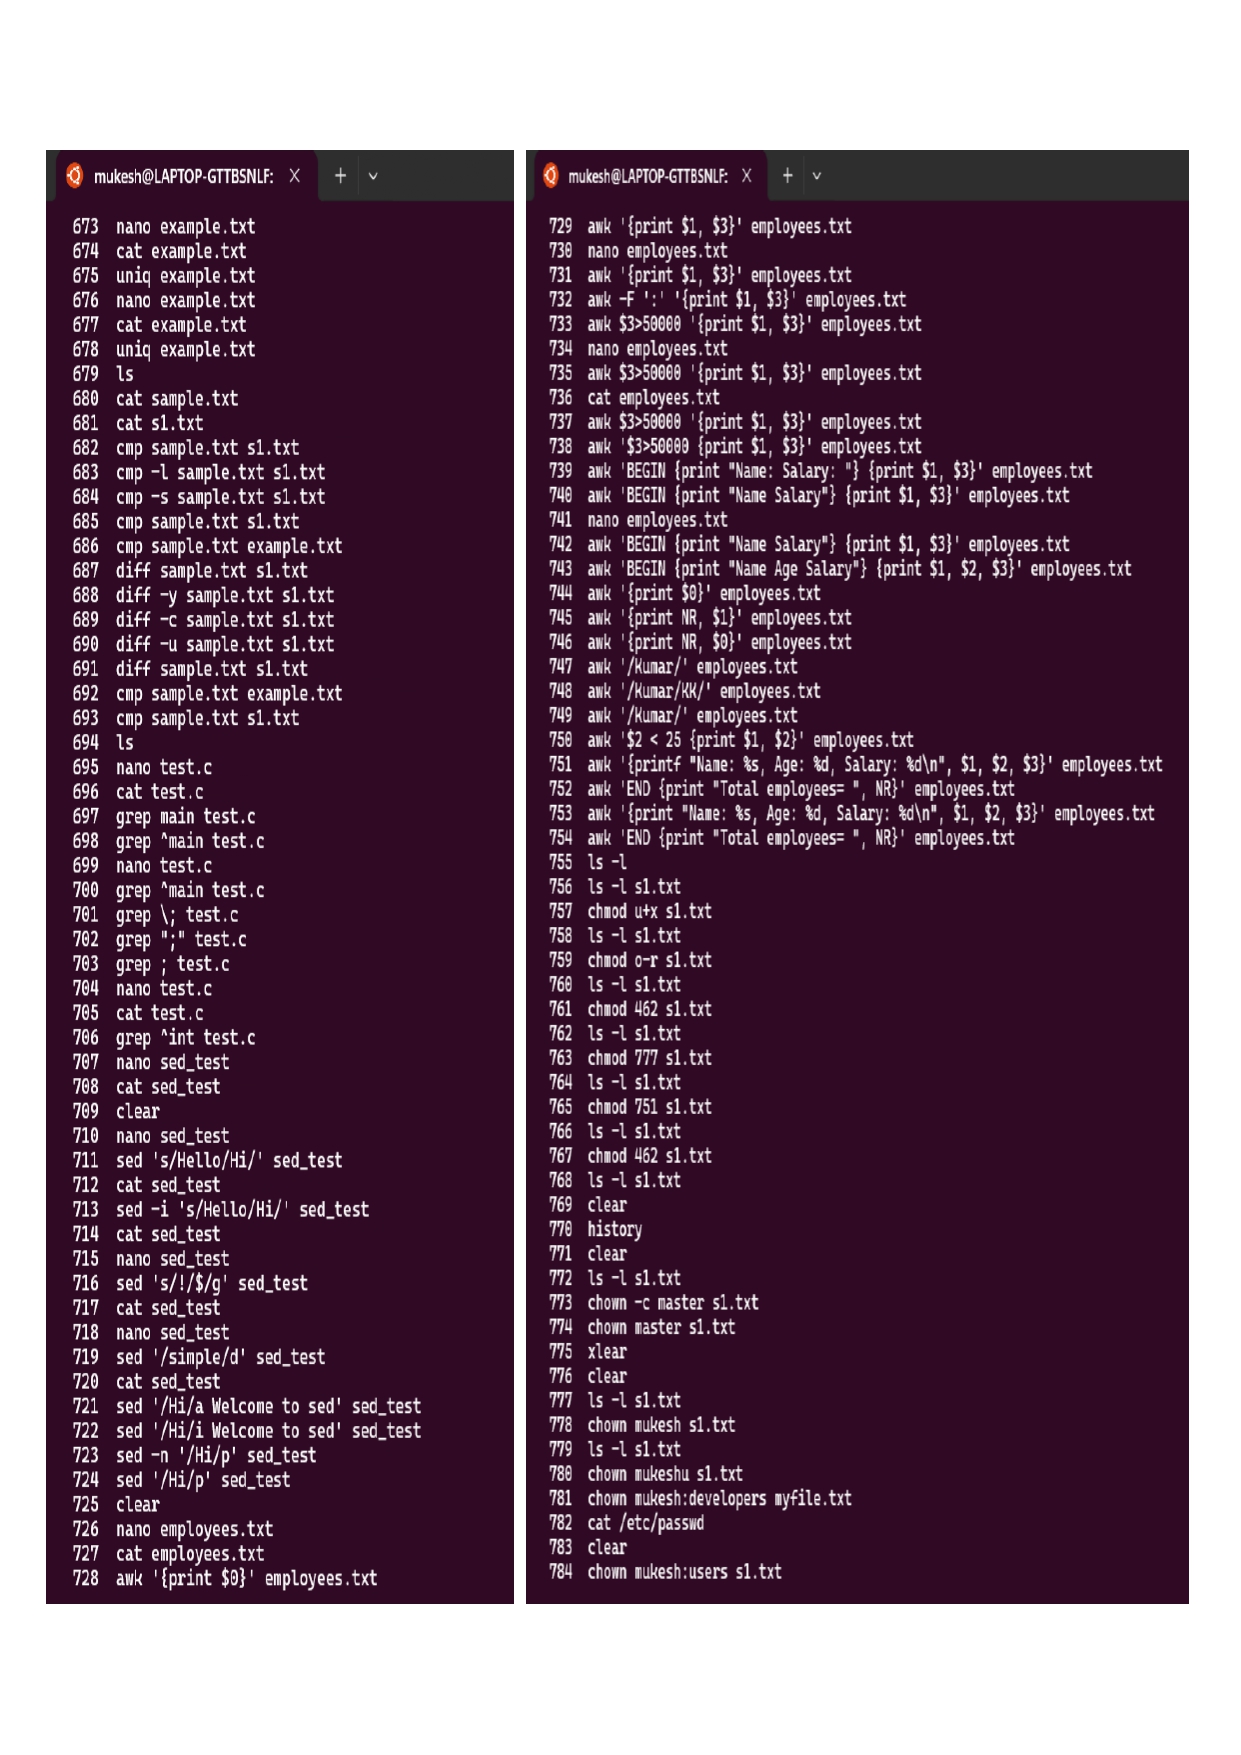 mukesh@LAPTOP-GTTBSNLF:
673 nano example.txt
674 cat example.txt
675 uniq example.txt
676 nano example.txt
677 cat example.txt
678 uniq example.txt
679 ls
680 cat sample.txt
681 cat s1.txt
682 cmp sample.txt s1.txt
683 cmp -l sample.txt s1.txt
684 cmp -s sample.txt s1.txt
685 cmp sample.txt s1.txt
686 cmp sample.txt example.txt
687 diff sample.txt s1.txt
688 diff -y sample.txt s1.txt
689 diff -c sample.txt s1.txt
690 diff -u sample.txt s1.txt
691 diff sample.txt s1.txt
692 cmp sample.txt example.txt
693 cmp sample.txt s1.txt
694 ls
695 nano test.c
696 cat test.c
697 grep main test.c
698 grep ^main test.c
699 nano test.c
700 grep ^main test.c
701 grep \; test.c
702 grep ";" test.c
703 grep ; test.c
704 nano test.c
705 cat test.c
706 grep ^int test.c
707 nano sed_test
708 cat sed_test
709 clear
710 nano sed_test
711 sed 's/Hello/Hi/' sed_test
712 cat sed_test
713 sed -i 's/Hello/Hi/' sed_test
714 cat sed_test
715 nano sed_test
716 sed 's/!/$/g' sed_test
717 cat sed_test
718 nano sed_test
719 sed '/simple/d' sed_test
720 cat sed_test
721 sed '/Hi/a Welcome to sed' sed_test
722 sed '/Hi/i Welcome to sed' sed_test
723 sed -n '/Hi/p' sed_test
724 sed '/Hi/p' sed_test
725 clear
726 nano employees.txt
727 cat employees.txt
728 awk '{print $0}' employees.txt
mukesh@LAPTOP-GTTBSNLF:
729 awk '{print $1, $3}' employees.txt
730 nano employees.txt
731 awk '{print $1, $3}' employees.txt
732 awk -F ':' '{print $1, $3}' employees.txt
733 awk $3>50000 '{print $1, $3}' employees.txt
734 nano employees.txt
735 awk $3>50000 '{print $1, $3}' employees.txt
736 cat employees.txt
737 awk $3>50000 '{print $1, $3}' employees.txt
738 awk '$3>50000 {print $1, $3}' employees.txt
739 awk 'BEGIN {print "Name: Salary: "} {print $1, $3}' employees.txt
740 awk 'BEGIN {print "Name Salary"} {print $1, $3}' employees.txt
741 nano employees.txt
742 awk 'BEGIN {print "Name Salary"} {print $1, $3}' employees.txt
743 awk 'BEGIN {print "Name Age Salary"} {print $1, $2, $3}' employees.txt
744 awk '{print $0}' employees.txt
745 awk '{print NR, $1}' employees.txt
746 awk '{print NR, $0}' employees.txt
747 awk '/Kumar/' employees.txt
748 awk '/Kumar/KK/' employees.txt
749 awk '/Kumar/' employees.txt
750 awk '$2 < 25 {print $1, $2}' employees.txt
751 awk '{printf "Name: %s, Age: %d, Salary: %d\n", $1, $2, $3}' employees.txt
752 awk 'END {print "Total employees= ", NR}' employees.txt
753 awk '{print "Name: %s, Age: %d, Salary: %d\n", $1, $2, $3}' employees.txt
754 awk 'END {print "Total employees= ", NR}' employees.txt
755 ls -l
756 ls -l s1.txt
757 chmod u+x s1.txt
758 ls -l s1.txt
759 chmod o-r s1.txt
760 ls -l s1.txt
761 chmod 462 s1.txt
762 ls -l s1.txt
763 chmod 777 s1.txt
764 ls -l s1.txt
765 chmod 751 s1.txt
766 ls -l s1.txt
767 chmod 462 s1.txt
768 ls -l s1.txt
769 clear
770 history
771 clear
772 ls -l s1.txt
773 chown -c master s1.txt
774 chown master s1.txt
775 xlear
776 clear
777 ls -l s1.txt
778 chown mukesh s1.txt
779 ls -l s1.txt
780 chown mukeshu s1.txt
781 chown mukesh:developers myfile.txt
782 cat /etc/passwd
783 clear
784 chown mukesh:users s1.txt